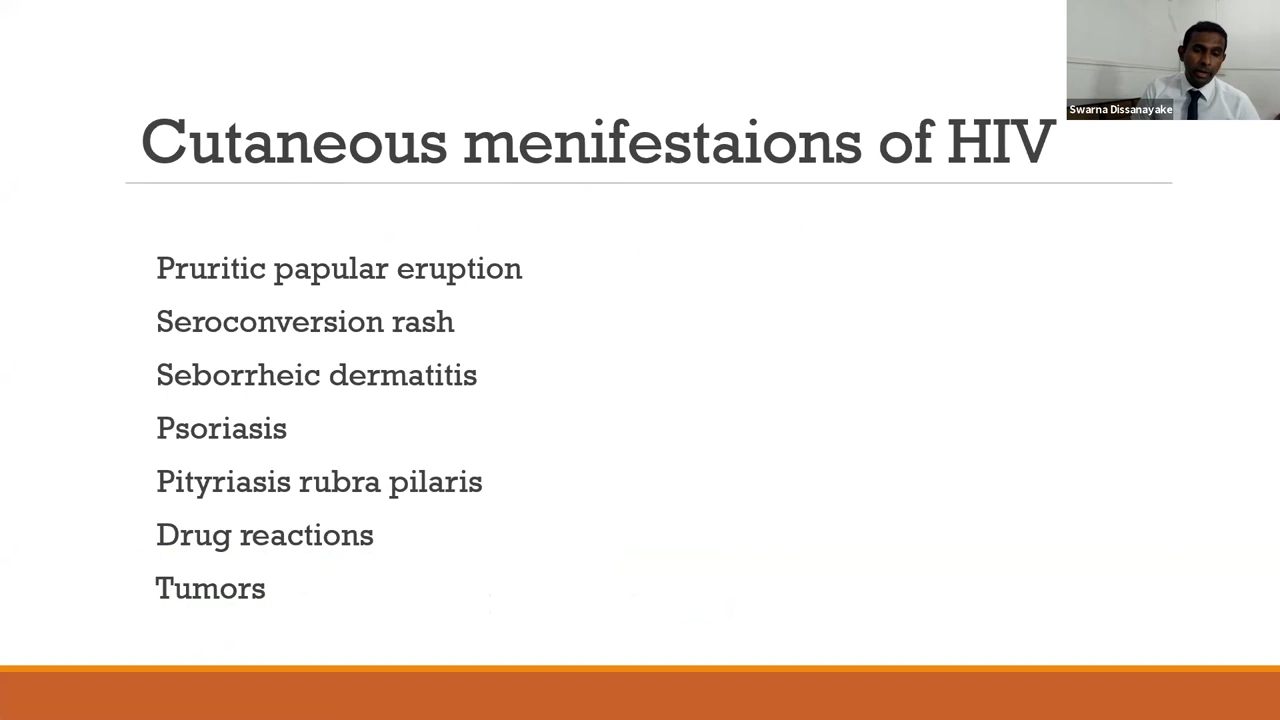 Swarna Dissanayake
Cutaneous menifestaions of HIV
Pruritic papular eruption
Seroconversion rash
Seborrheic dermatitis
Psoriasis
Pityriasis rubra pilaris
Drug reactions
Tumors